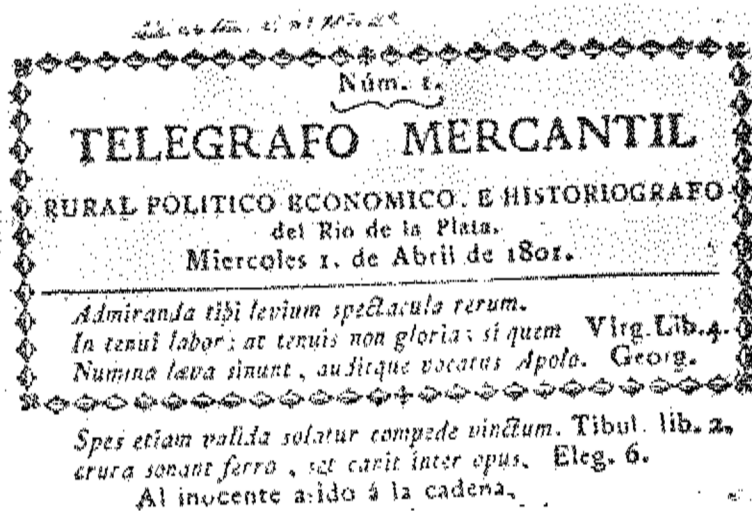 Núm. 1.
TELEGRAFO MERCANTIL
RURAL POLITICO ECONOMICO. E HISTORIOGRAFO
del Rio de la Plata.
Miercoles 1. de Abril de 1801.
Admiranda tibi levium spectacula rerum.
In tenui labor; at tenuis non gloria; si quem Virg. Lib. 4.
Numina læva sinunt, auditque vocatus Apolo. Georg.
Spes etiam valida solatur compede vinctum. Tibul. lib. 2.
crura sonant ferro, set canit inter opus. Eleg. 6.
Al inocente asido á la cadena,